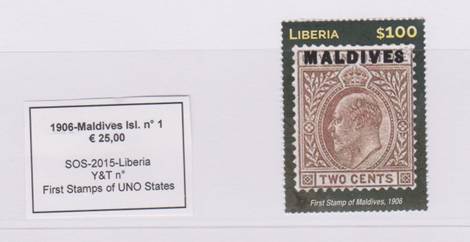 1906-Maldives Isl. n° 1
€ 25,00
SOS-2015-Liberia
Y&T n°
First Stamps of UNO States
LIBERIA $100
MALDIVES
TWO CENTS
First Stamp of Maldives, 1906